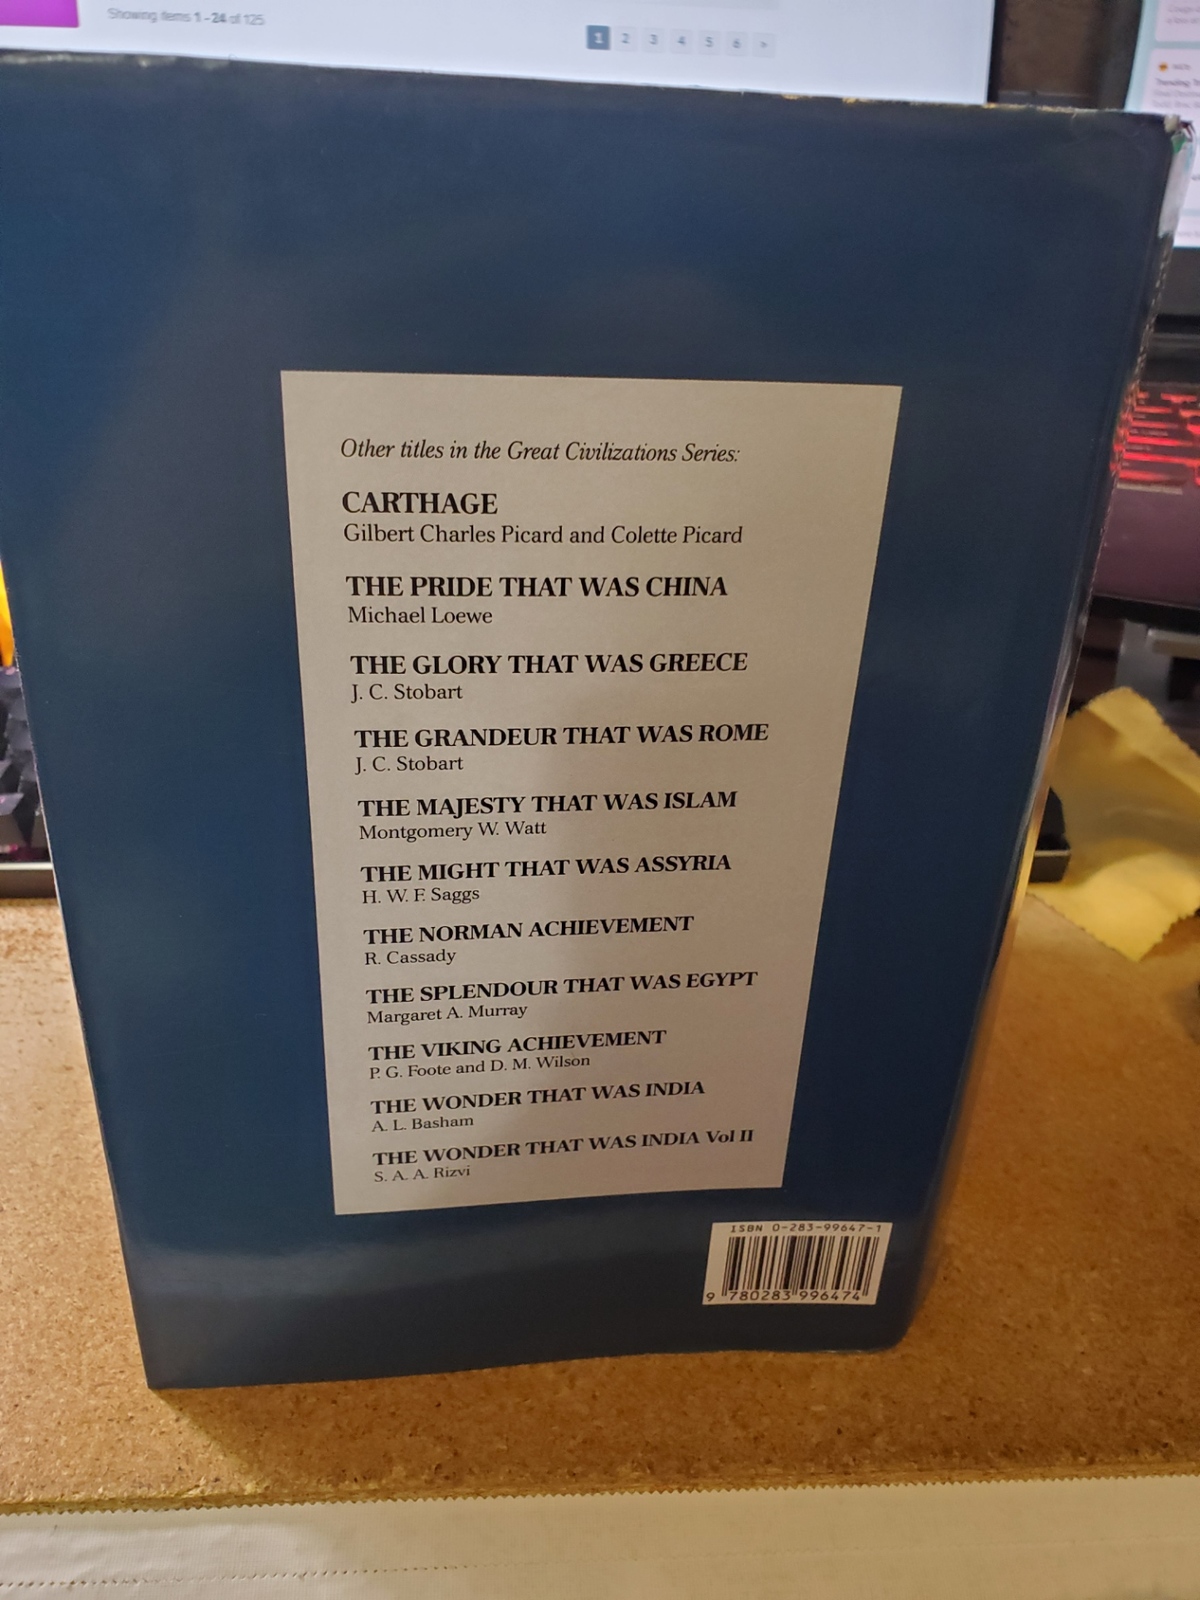 Showing items 1 - 24 of 125
1 2 3 4 5 6 >
Other titles in the Great Civilizations Series:
CARTHAGE
Gilbert Charles Picard and Colette Picard
THE PRIDE THAT WAS CHINA
Michael Loewe
THE GLORY THAT WAS GREECE
J. C. Stobart
THE GRANDEUR THAT WAS ROME
J. C. Stobart
THE MAJESTY THAT WAS ISLAM
Montgomery W. Watt
THE MIGHT THAT WAS ASSYRIA
H. W. F. Saggs
THE NORMAN ACHIEVEMENT
R. Cassady
THE SPLENDOUR THAT WAS EGYPT
Margaret A. Murray
THE VIKING ACHIEVEMENT
P. G. Foote and D. M. Wilson
THE WONDER THAT WAS INDIA
A. L. Basham
THE WONDER THAT WAS INDIA Vol II
S. A. A. Rizvi
ISBN 0-283-99647-1
9 780283 996474